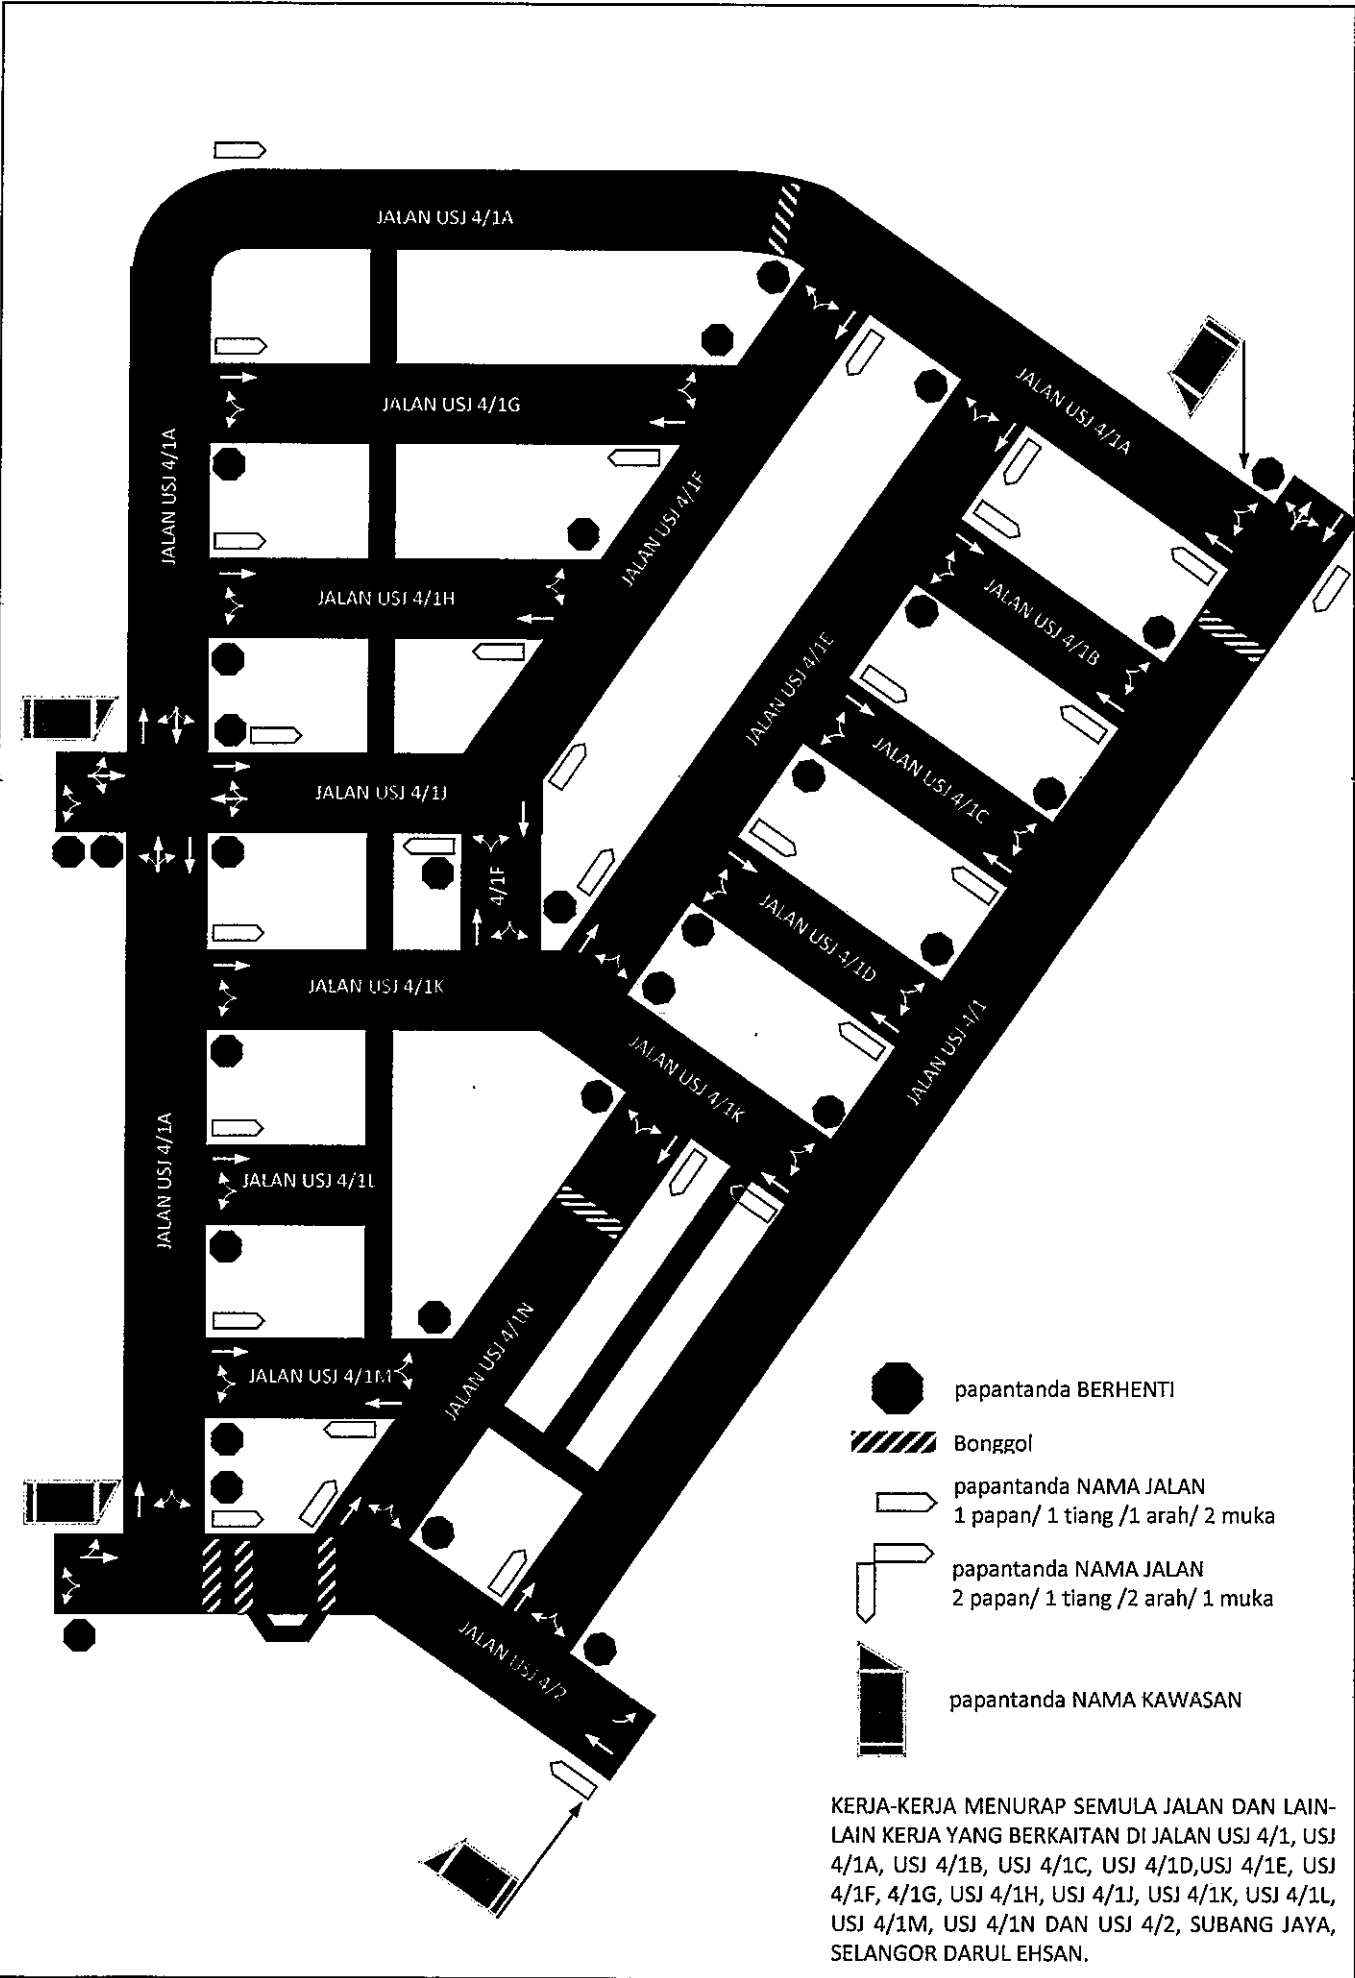 JALAN USJ 4/1A
JALAN USJ 4/1A
JALAN USJ 4/1G
JALAN USJ 4/1A
JALAN USJ 4/1F
JALAN USJ 4/1H
JALAN USJ 4/1B
JALAN USJ 4/1E
JALAN USJ 4/1J
JALAN USJ 4/1C
4/1F
JALAN USJ 4/1D
JALAN USJ 4/1K
JALAN USJ 4/1
JALAN USJ 4/1K
JALAN USJ 4/1A
JALAN USJ 4/1L
JALAN USJ 4/1N
JALAN USJ 4/1M
JALAN USJ 4/2
papantanda BERHENTI
Bonggol
papantanda NAMA JALAN
1 papan/ 1 tiang /1 arah/ 2 muka
papantanda NAMA JALAN
2 papan/ 1 tiang /2 arah/ 1 muka
papantanda NAMA KAWASAN
KERJA-KERJA MENURAP SEMULA JALAN DAN LAIN-
LAIN KERJA YANG BERKAITAN DI JALAN USJ 4/1, USJ
4/1A, USJ 4/1B, USJ 4/1C, USJ 4/1D,USJ 4/1E, USJ
4/1F, 4/1G, USJ 4/1H, USJ 4/1J, USJ 4/1K, USJ 4/1L,
USJ 4/1M, USJ 4/1N DAN USJ 4/2, SUBANG JAYA,
SELANGOR DARUL EHSAN.